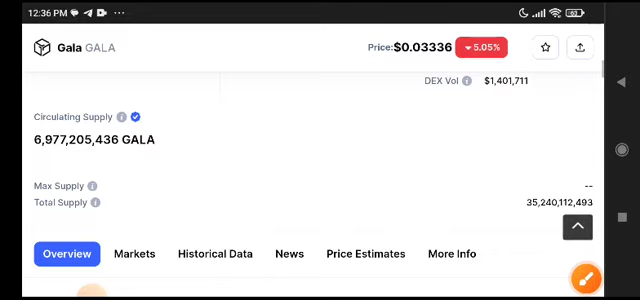 12:36 PM ...
63
Gala GALA Price: $0.03336 5.05%
DEX Vol $1,401,711
Circulating Supply
6,977,205,436 GALA
Max Supply --
Total Supply 35,240,112,493
Overview Markets Historical Data News Price Estimates More Info